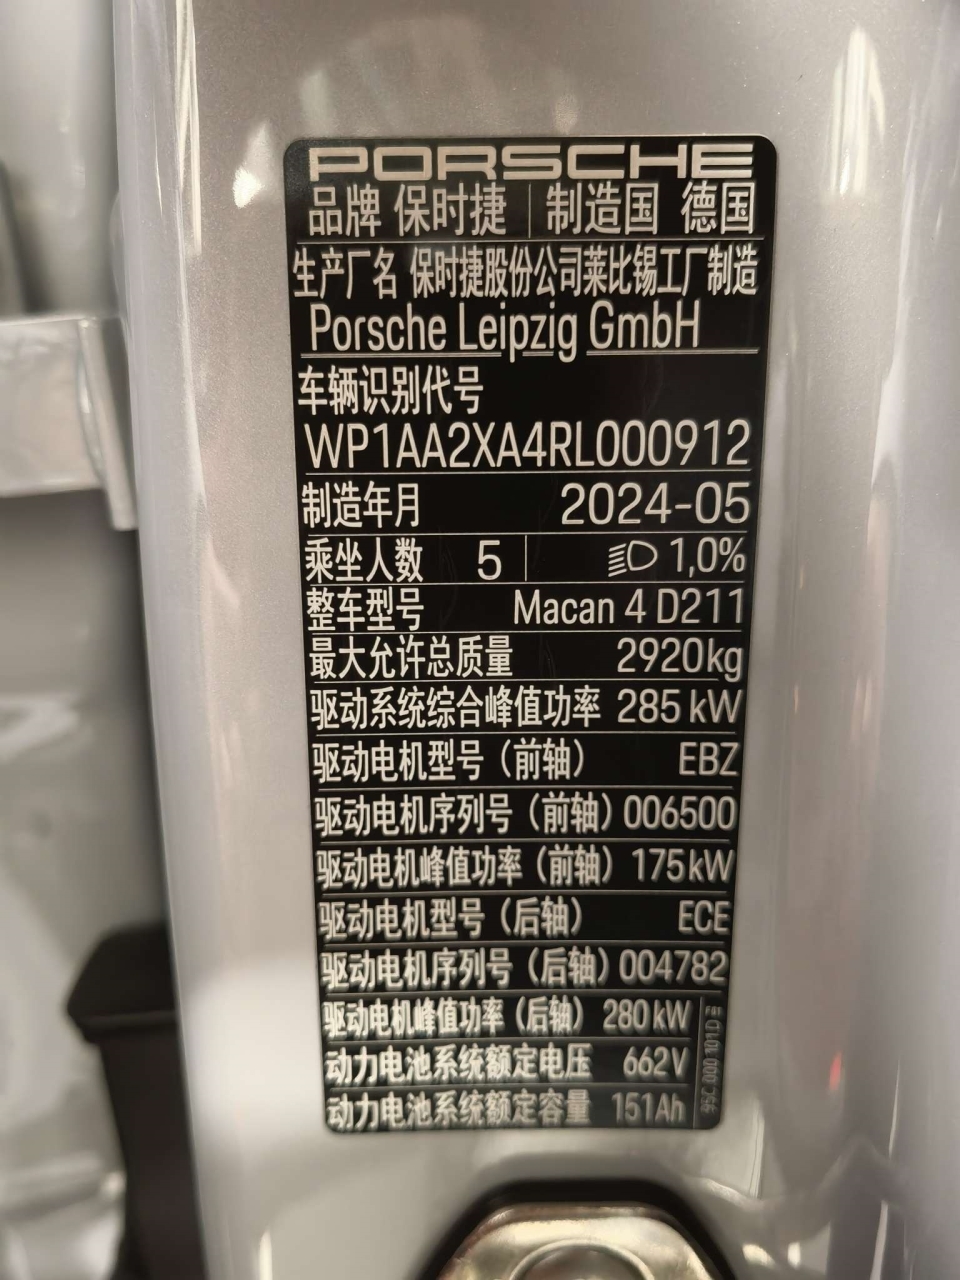 PORSCHE
品牌 保时捷 制造国 德国
生产厂名 保时捷股份公司莱比锡工厂制造
Porsche Leipzig GmbH
车辆识别代号
WP1AA2XA4RL000912
制造年月 2024-05
乘坐人数 5 1,0%
整车型号 Macan 4 D211
最大允许总质量 2920kg
驱动系统综合峰值功率 285 kW
驱动电机型号（前轴） EBZ
驱动电机序列号（前轴）006500
驱动电机峰值功率（前轴）175kW
驱动电机型号（后轴） ECE
驱动电机序列号（后轴）004782
驱动电机峰值功率（后轴） 280kW
动力电池系统额定电压 662V
动力电池系统额定容量 151Ah